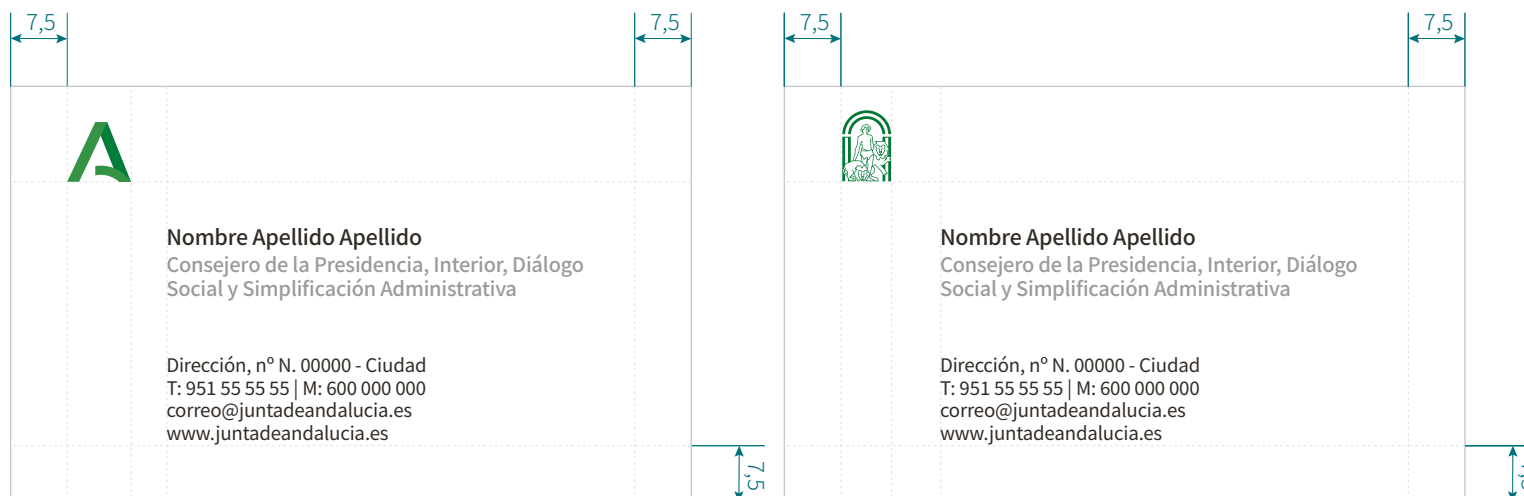 7,5
7,5
Nombre Apellido Apellido
Consejero de la Presidencia, Interior, Diálogo
Social y Simplificación Administrativa
Dirección, nº N. 00000 - Ciudad
T: 951 55 55 55 | M: 600 000 000
correo@juntadeandalucia.es
www.juntadeandalucia.es
7,5
7,5
7,5
Nombre Apellido Apellido
Consejero de la Presidencia, Interior, Diálogo
Social y Simplificación Administrativa
Dirección, nº N. 00000 - Ciudad
T: 951 55 55 55 | M: 600 000 000
correo@juntadeandalucia.es
www.juntadeandalucia.es